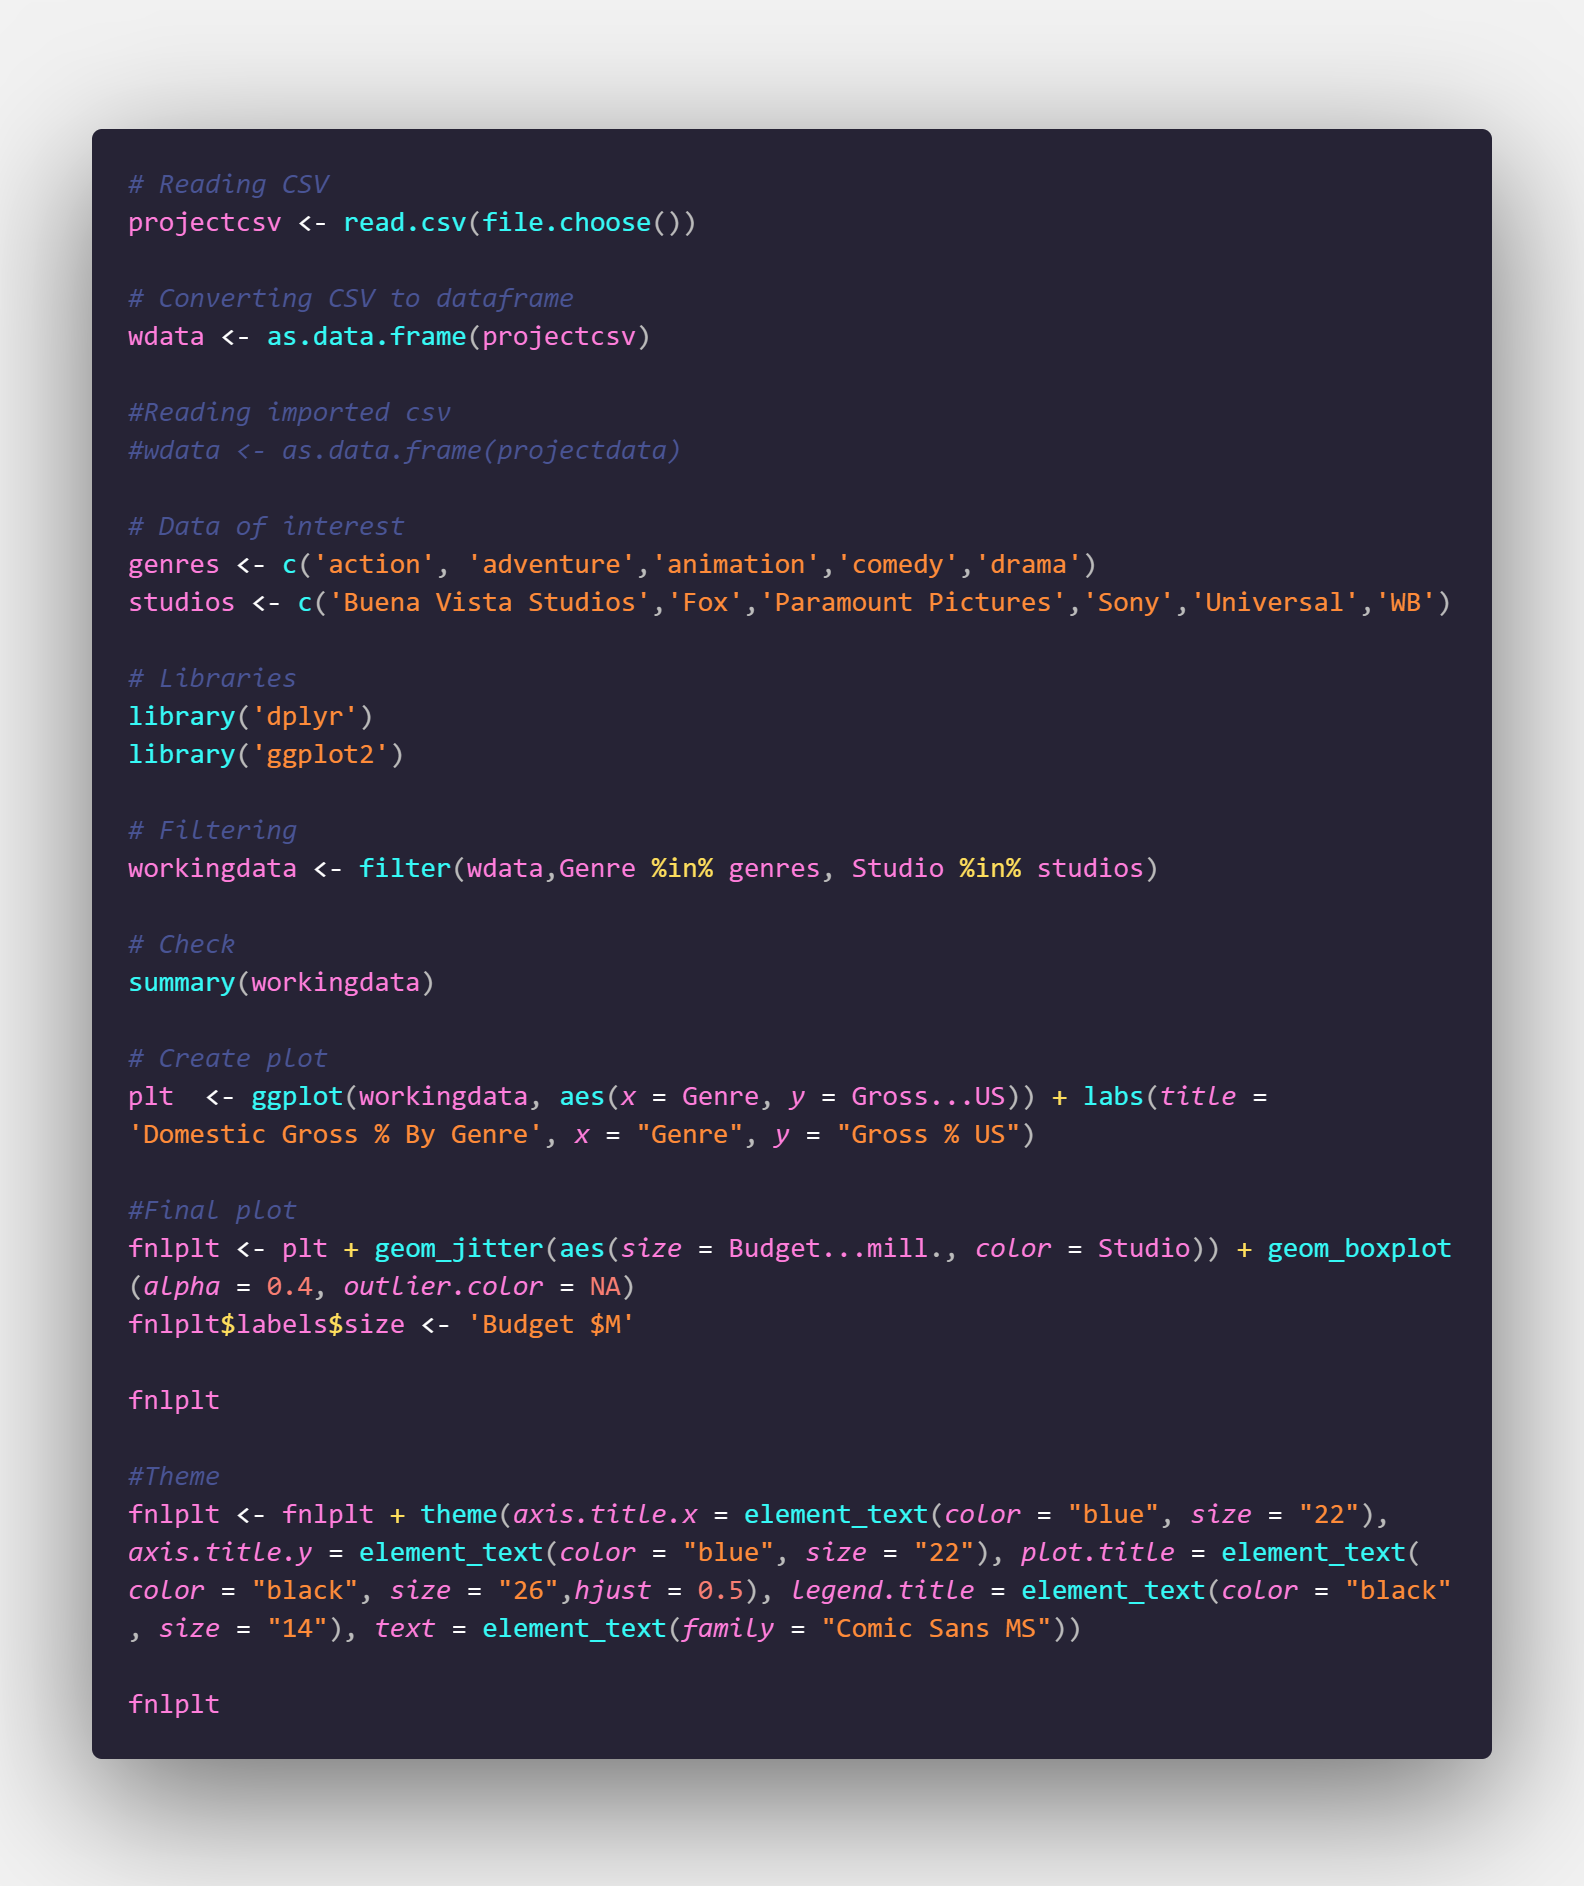 # Reading CSV
projectcsv <- read.csv(file.choose())
# Converting CSV to dataframe
wdata <- as.data.frame(projectcsv)
#Reading imported csv
#wdata <- as.data.frame(projectdata)
# Data of interest
genres <- c('action', 'adventure','animation','comedy','drama')
studios <- c('Buena Vista Studios','Fox','Paramount Pictures','Sony','Universal','WB')
# Libraries
library('dplyr')
library('ggplot2')
# Filtering
workingdata <- filter(wdata,Genre %in% genres, Studio %in% studios)
# Check
summary(workingdata)
# Create plot
plt  <- ggplot(workingdata, aes(x = Genre, y = Gross...US)) + labs(title =
'Domestic Gross % By Genre', x = "Genre", y = "Gross % US")
#Final plot
fnlplt <- plt + geom_jitter(aes(size = Budget...mill., color = Studio)) + geom_boxplot
(alpha = 0.4, outlier.color = NA)
fnlplt$labels$size <- 'Budget $M'
fnlplt
#Theme
fnlplt <- fnlplt + theme(axis.title.x = element_text(color = "blue", size = "22"),
axis.title.y = element_text(color = "blue", size = "22"), plot.title = element_text(
color = "black", size = "26",hjust = 0.5), legend.title = element_text(color = "black"
, size = "14"), text = element_text(family = "Comic Sans MS"))
fnlplt